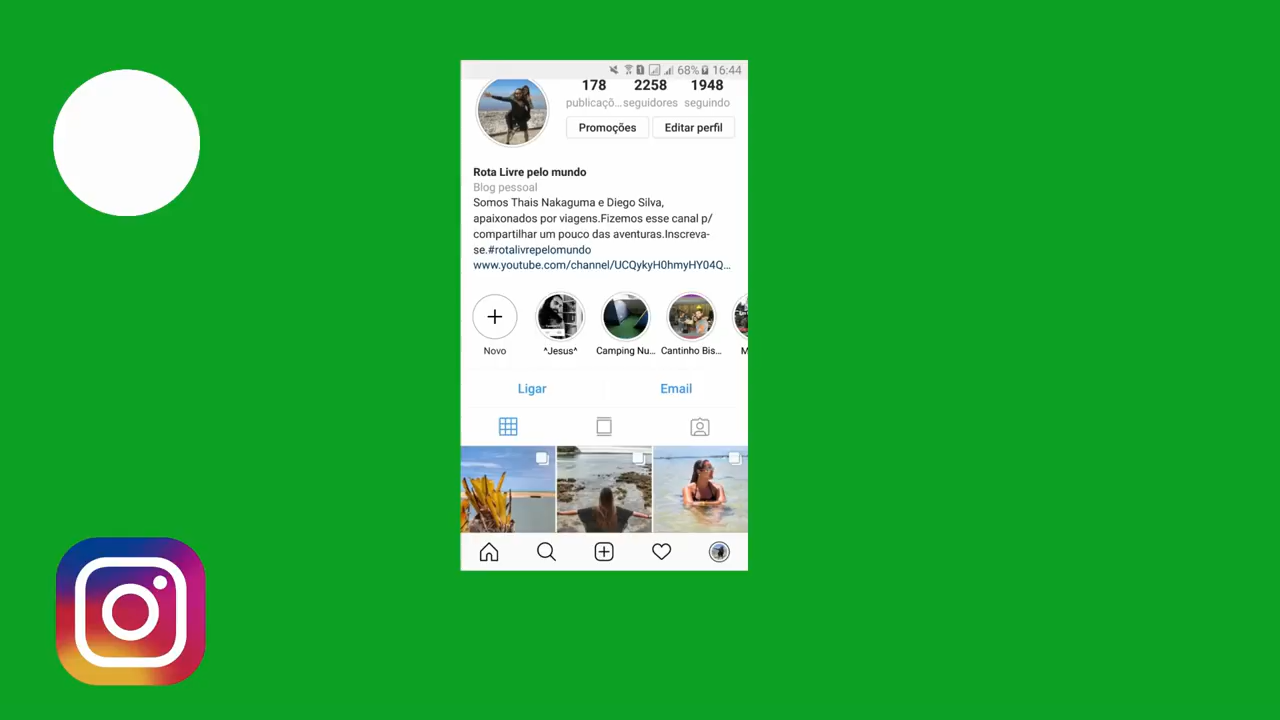 68% 16:44
178 2258 1948
publicaçõ... seguidores seguindo
Promoções Editar perfil
Rota Livre pelo mundo
Blog pessoal
Somos Thais Nakaguma e Diego Silva,
apaixonados por viagens.Fizemos esse canal p/
compartilhar um pouco das aventuras.Inscreva-
se.#rotalivrepelomundo
www.youtube.com/channel/UCQykyH0hmyHY04Q...
Novo ^Jesus^ Camping Nu... Cantinho Bis... M
Ligar Email